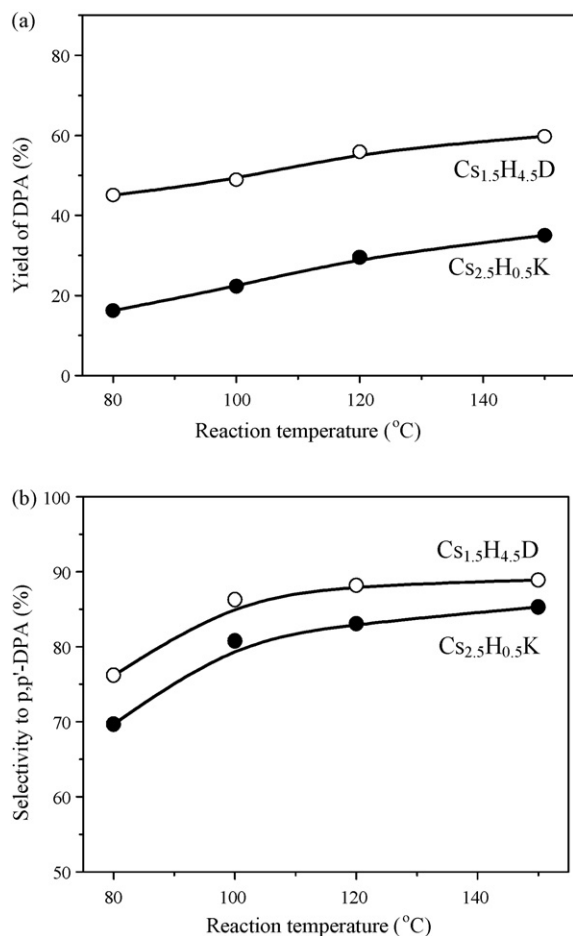 (a)
80
60
40
20
0
Yield of DPA (%)
Cs₁.₅H₄.₅D
Cs₂.₅H₀.₅K
80 100 120 140
Reaction temperature (°C)
(b)
100
90
80
70
60
50
Selectivity to p,p'-DPA (%)
Cs₁.₅H₄.₅D
Cs₂.₅H₀.₅K
80 100 120 140
Reaction temperature (°C)